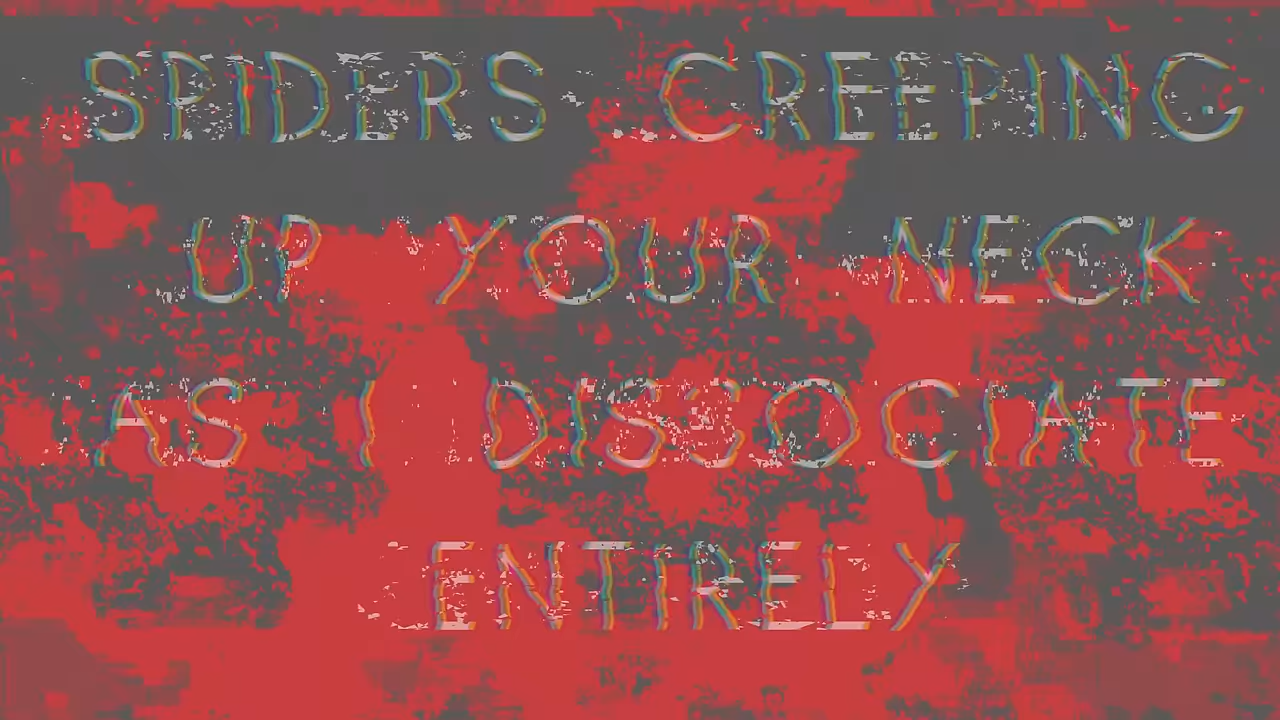 SPIDERS CREEPING
UP YOUR NECK
AS I DISSOCIATE
ENTIRELY